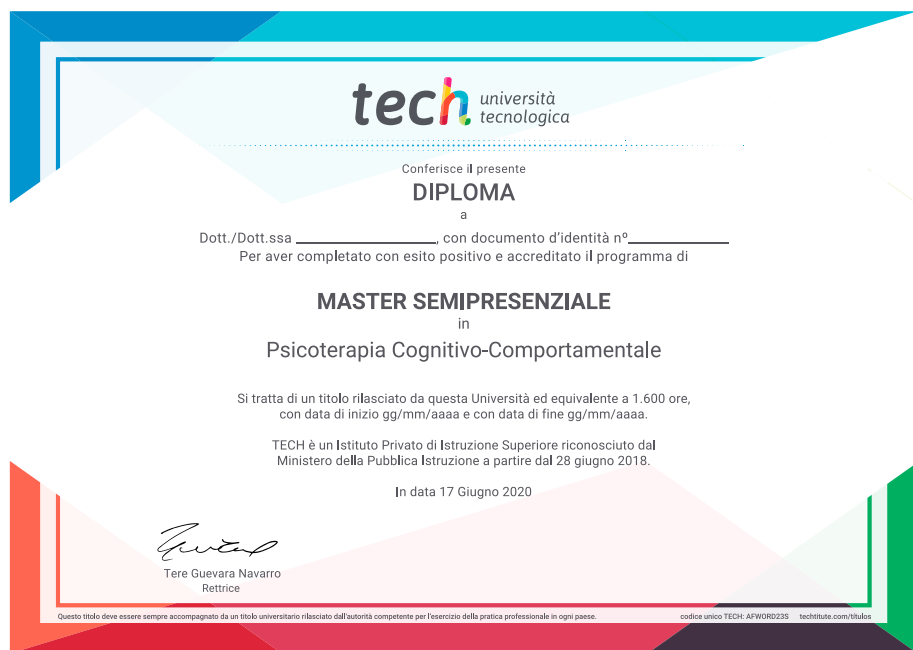 tech università
tecnologica
Conferisce il presente
DIPLOMA
a
Dott./Dott.ssa ________________, con documento d'identità nº____________
Per aver completato con esito positivo e accreditato il programma di
MASTER SEMIPRESENZIALE
in
Psicoterapia Cognitivo-Comportamentale
Si tratta di un titolo rilasciato da questa Università ed equivalente a 1.600 ore,
con data di inizio gg/mm/aaaa e con data di fine gg/mm/aaaa.
TECH è un Istituto Privato di Istruzione Superiore riconosciuto dal
Ministero della Pubblica Istruzione a partire dal 28 giugno 2018.
In data 17 Giugno 2020
Tere Guevara Navarro
Rettrice
Questo titolo deve essere sempre accompagnato da un titolo universitario rilasciato dall'autorità competente per l'esercizio della pratica professionale in ogni paese. codice unico TECH: AFWORD23S techtitute.com/titulos